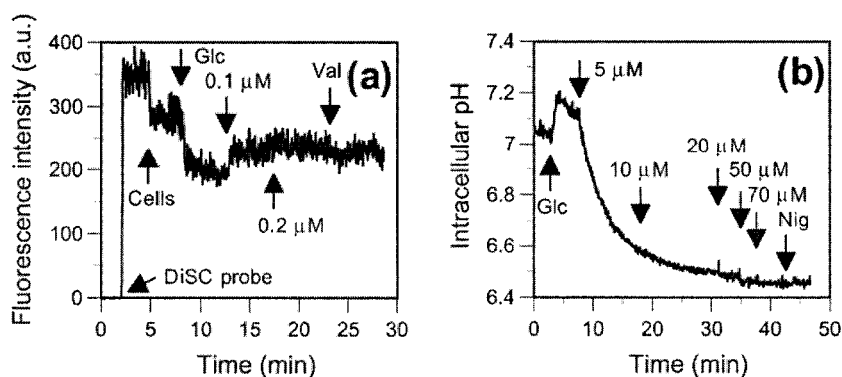 (a)
Fluorescence intensity (a.u.)
400
300
200
100
0
Glc
0.1 µM
Val
Cells
0.2 µM
DiSC probe
0 5 10 15 20 25 30
Time (min)
(b)
Intracellular pH
7.4
7.2
7
6.8
6.6
6.4
5 µM
Glc
10 µM
20 µM
50 µM
70 µM
Nig
0 10 20 30 40 50
Time (min)